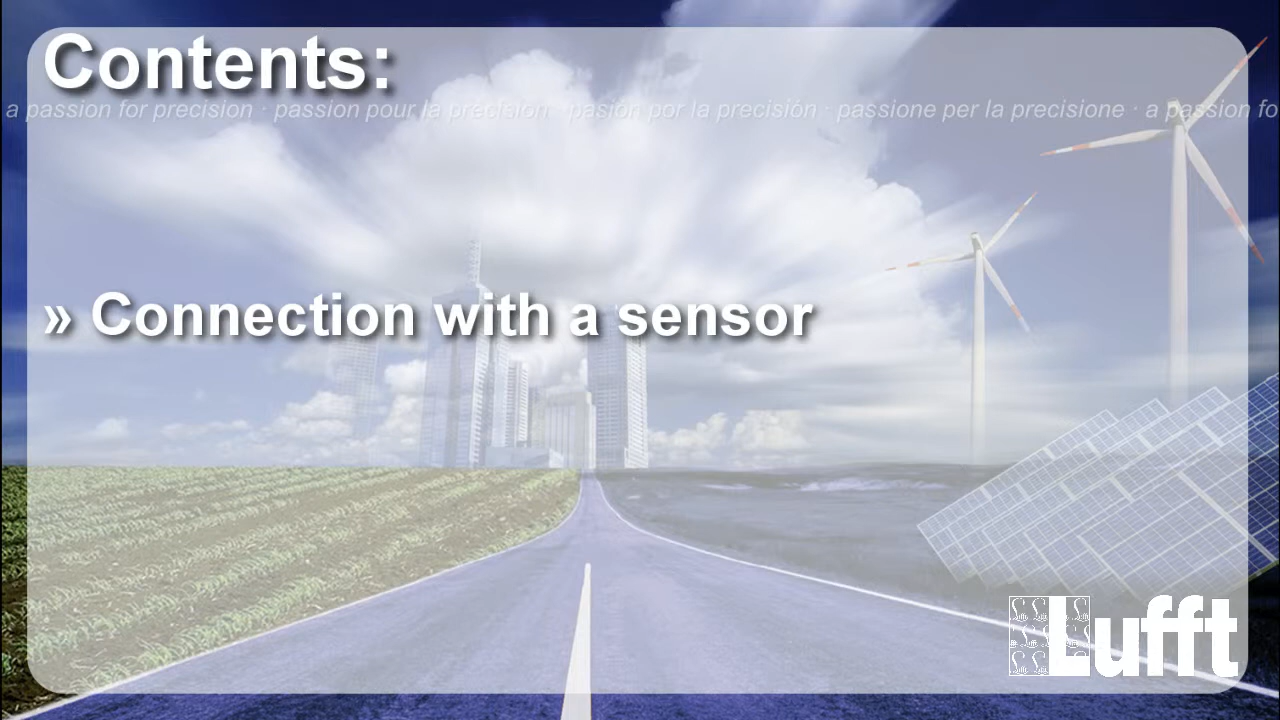 Contents:
a passion for precision · passion pour la précision · pasión por la precisión · passione per la precisione · a passion fo
» Connection with a sensor
Lufft